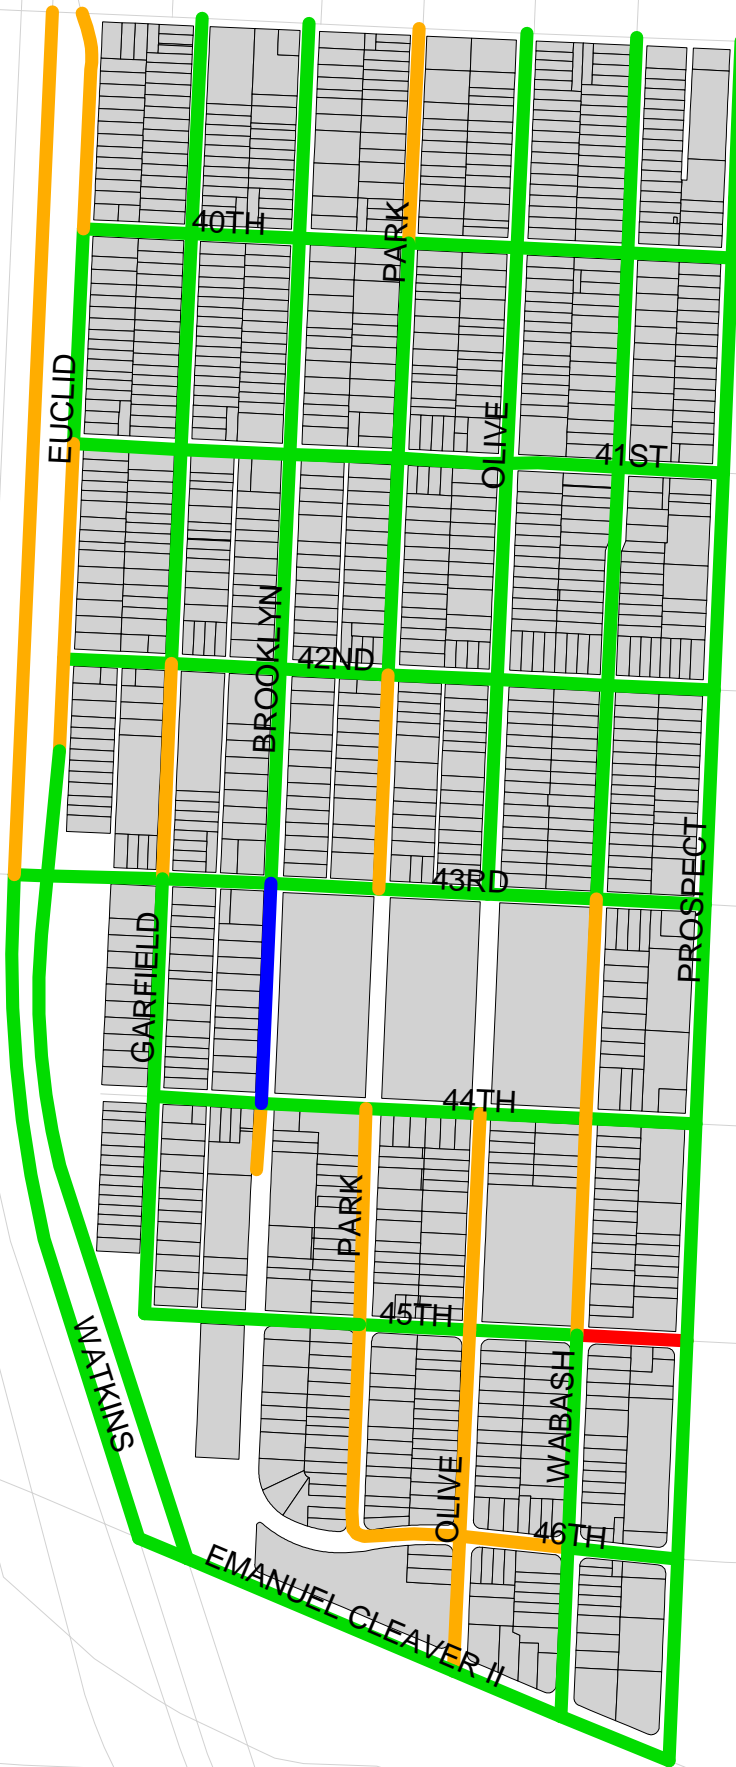 40TH
PARK
EUCLID
OLIVE
41ST
BROOKLYN
42ND
PROSPECT
43RD
GARFIELD
44TH
PARK
45TH
WATKINS
WABASH
OLIVE
46TH
EMANUEL CLEAVER II